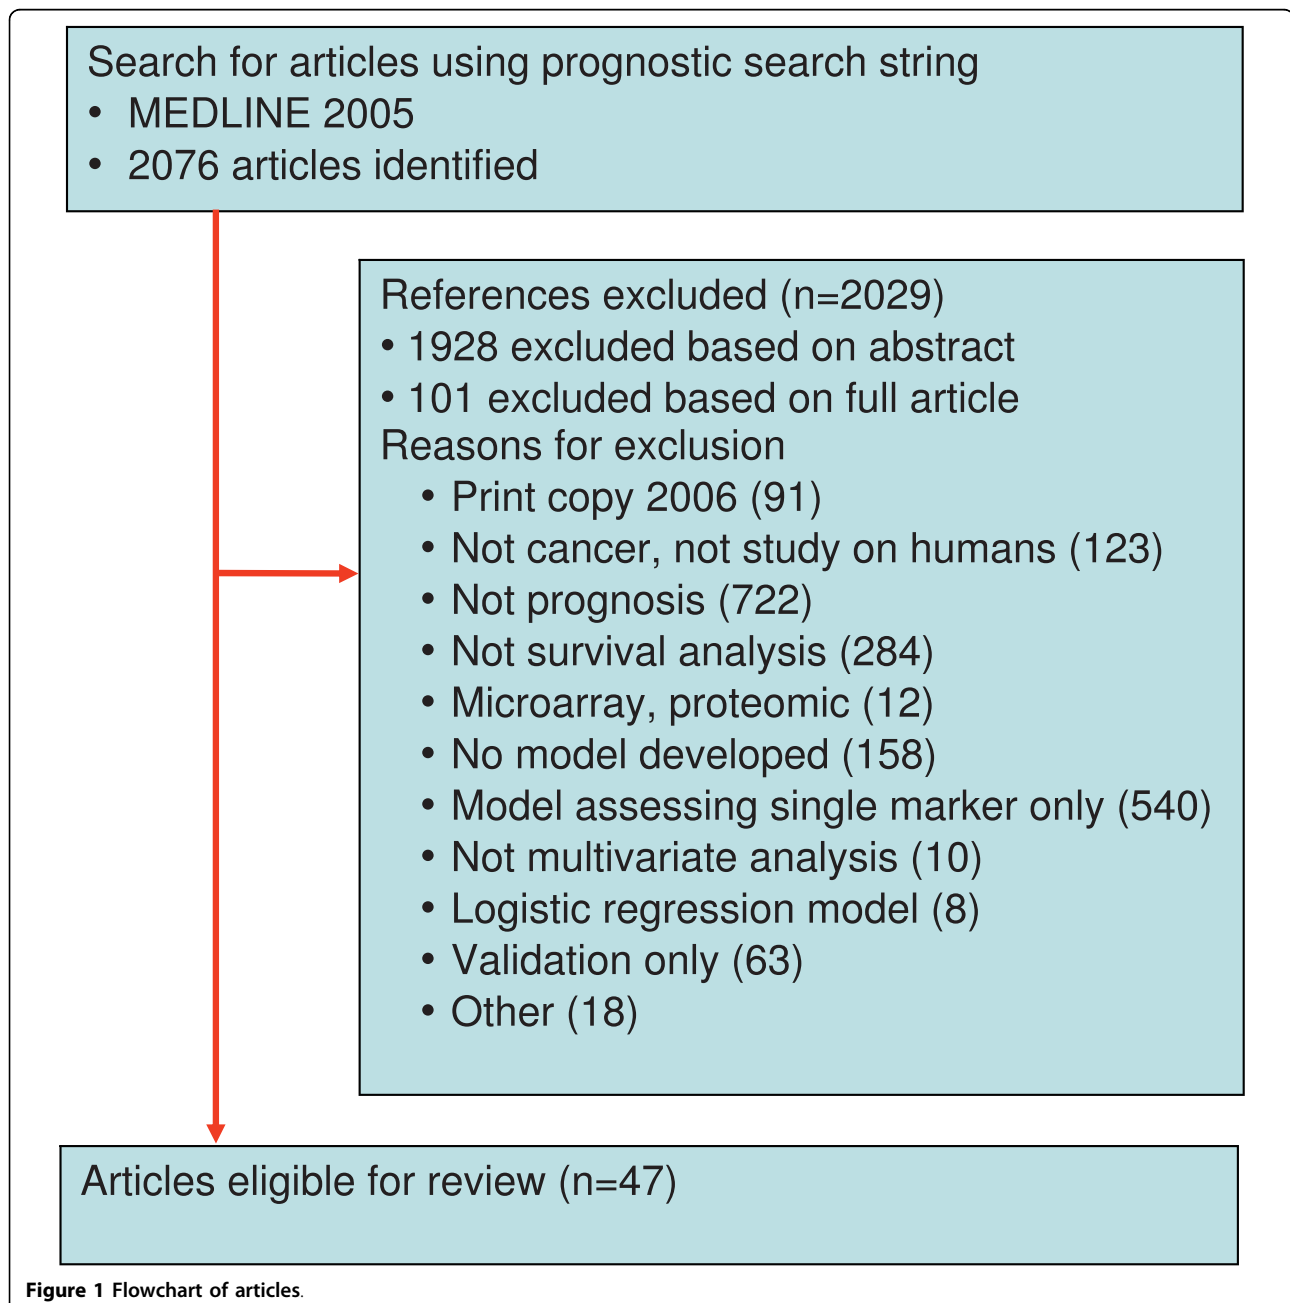 Search for articles using prognostic search string
• MEDLINE 2005
• 2076 articles identified
References excluded (n=2029)
• 1928 excluded based on abstract
• 101 excluded based on full article
Reasons for exclusion
• Print copy 2006 (91)
• Not cancer, not study on humans (123)
• Not prognosis (722)
• Not survival analysis (284)
• Microarray, proteomic (12)
• No model developed (158)
• Model assessing single marker only (540)
• Not multivariate analysis (10)
• Logistic regression model (8)
• Validation only (63)
• Other (18)
Articles eligible for review (n=47)
Figure 1 Flowchart of articles.